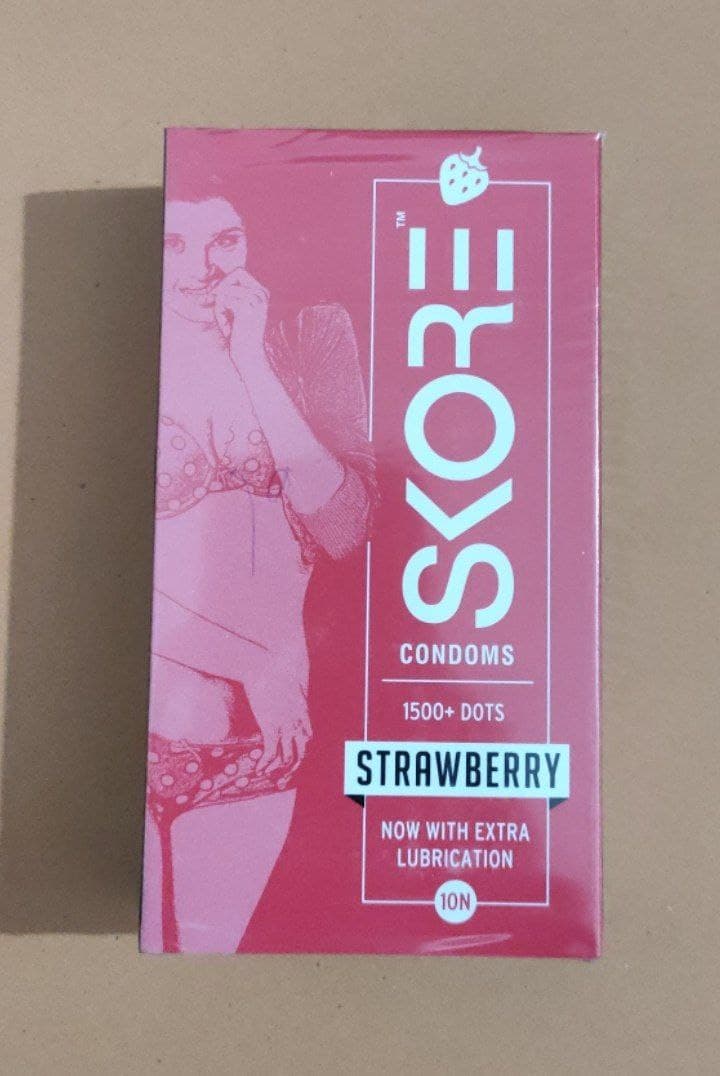 SKORE™
CONDOMS
1500+ DOTS
STRAWBERRY
NOW WITH EXTRA
LUBRICATION
10N